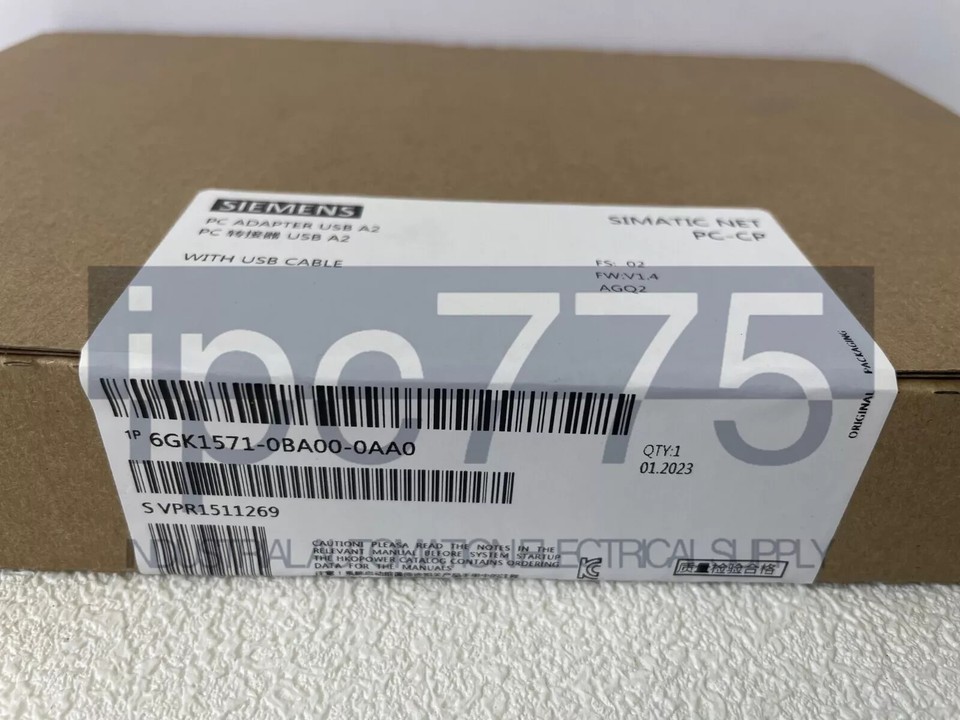 SIEMENS
PC ADAPTER USB A2
PC 转接器 USB A2
WITH USB CABLE
SIMATIC NET
PC-CP
FS: 02
FW:V1.4
AGQ2
ipc775
ORIGINAL PACKAGING
1P 6GK1571-0BA00-0AA0
QTY:1
01.2023
S VPR1511269
INDUSTRIAL AUTOMATION ELECTRICAL SUPPLY
CAUTION! PLEASE READ THE NOTES IN THE
RELEVANT MANUAL BEFORE SYSTEM STARTUP
THE HKOPOWER CATALOG CONTAINS ORDERING
DATA FOR THE MANUALS
质量检验合格